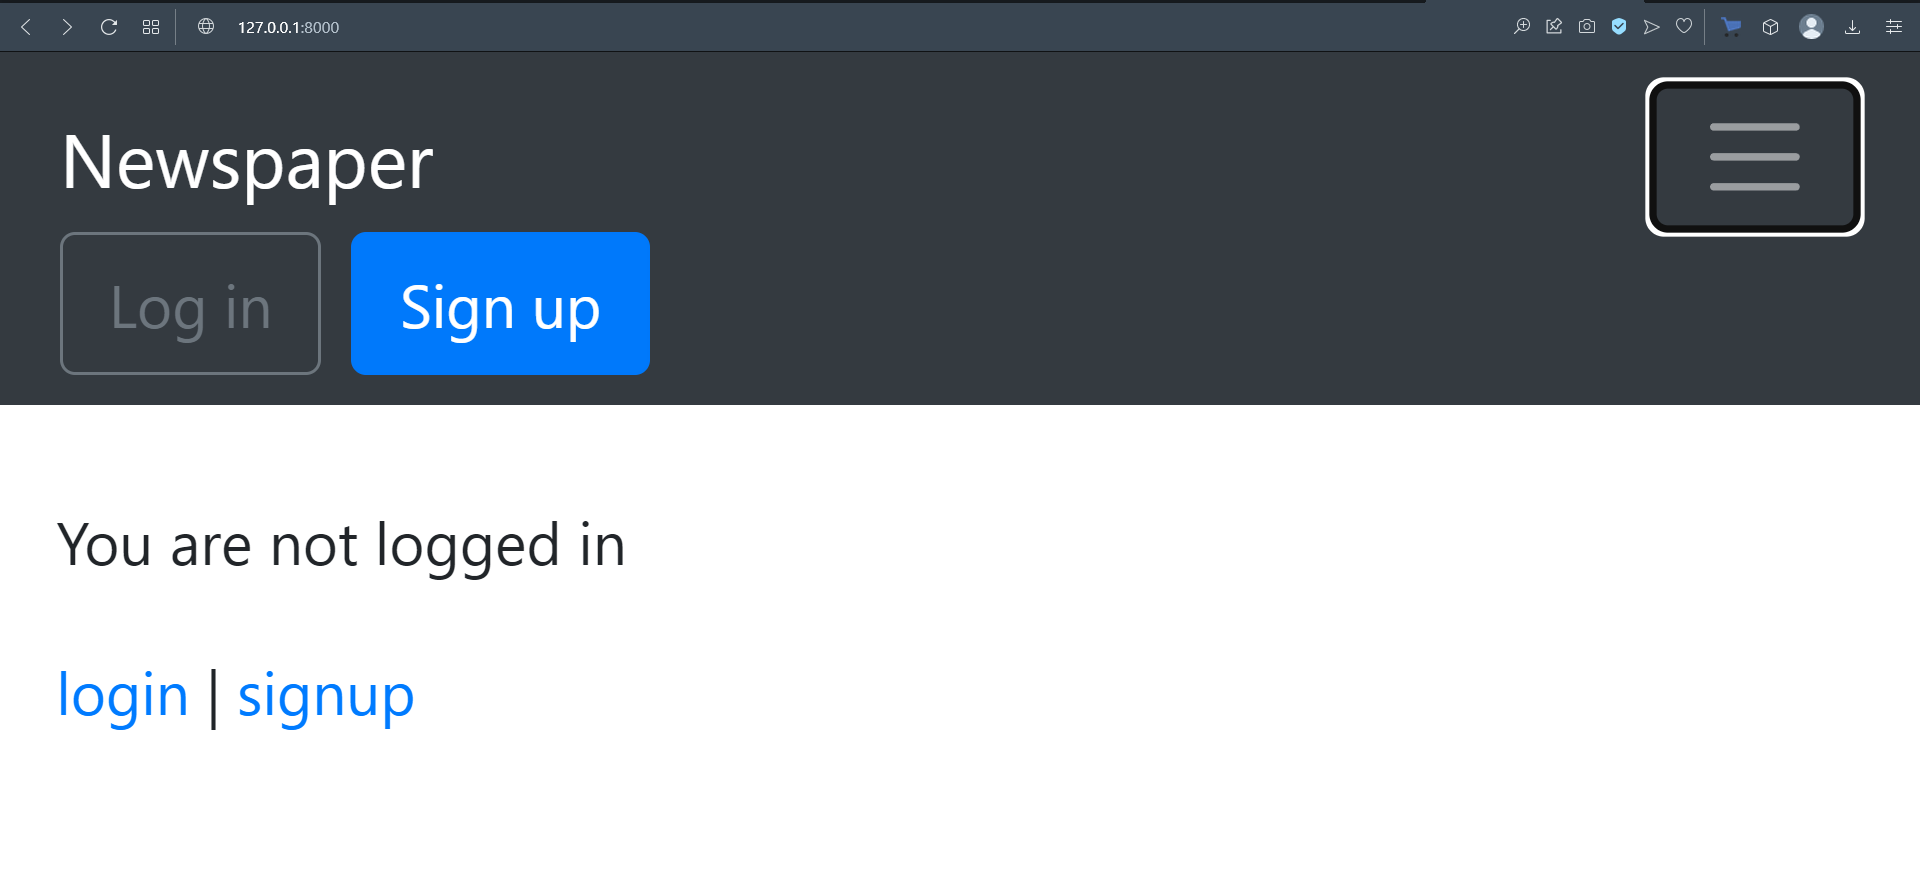 127.0.0.1:8000
Newspaper
Log in Sign up
You are not logged in
login | signup